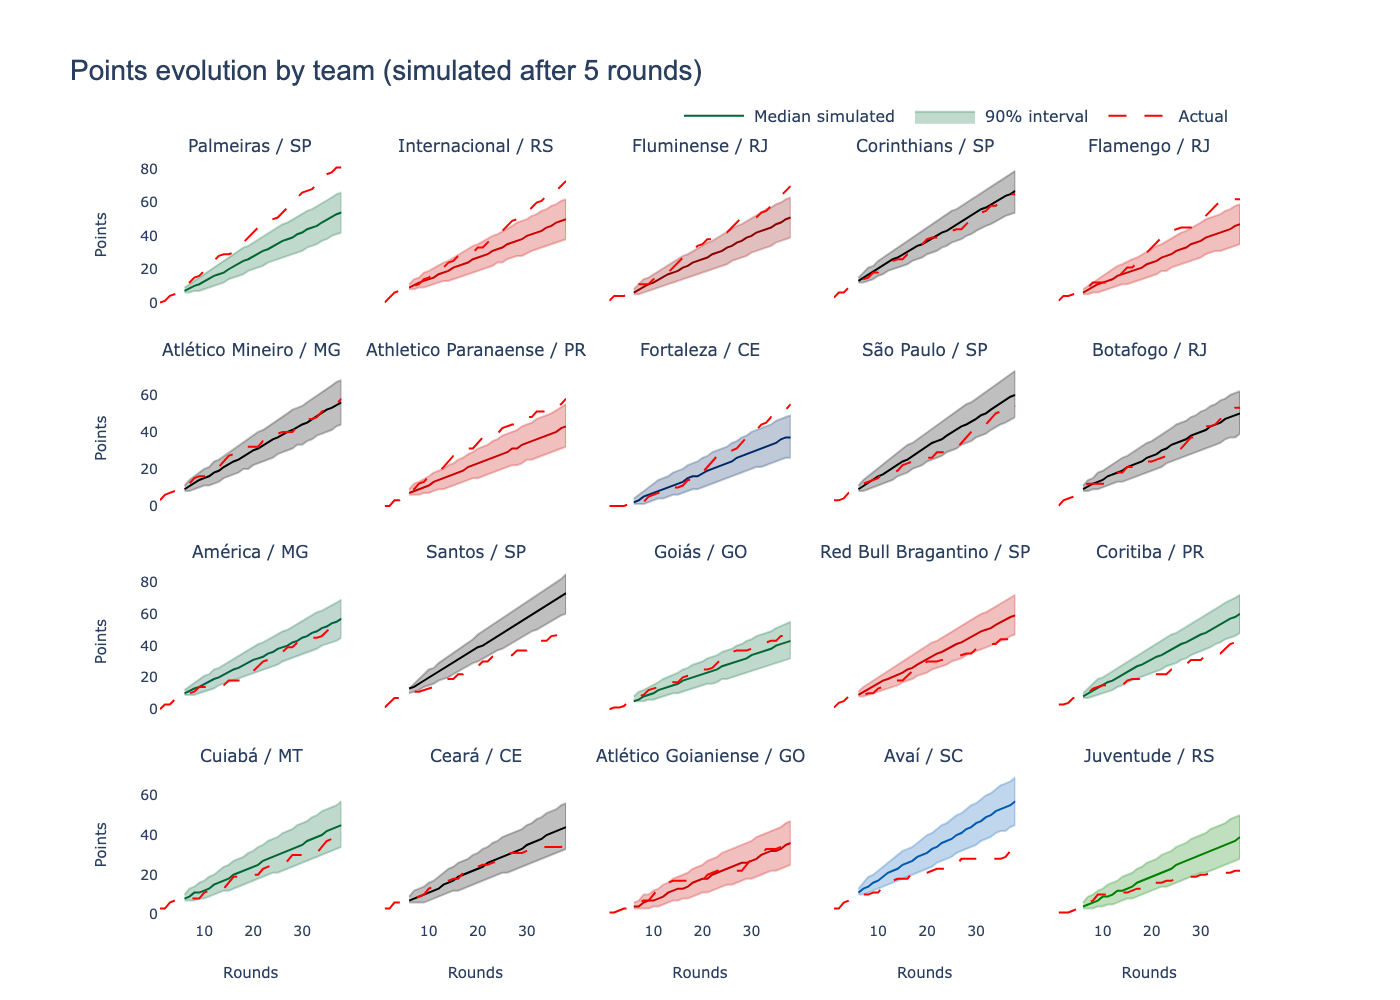 Points evolution by team (simulated after 5 rounds)
Median simulated 90% interval Actual
Palmeiras / SP Internacional / RS Fluminense / RJ Corinthians / SP Flamengo / RJ
80
60
40
20
0
Points
Atlético Mineiro / MG Athletico Paranaense / PR Fortaleza / CE São Paulo / SP Botafogo / RJ
60
40
20
0
Points
América / MG Santos / SP Goiás / GO Red Bull Bragantino / SP Coritiba / PR
80
60
40
20
0
Points
Cuiabá / MT Ceará / CE Atlético Goianiense / GO Avaí / SC Juventude / RS
60
40
20
0
Points
10 20 30 10 20 30 10 20 30 10 20 30 10 20 30
Rounds Rounds Rounds Rounds Rounds